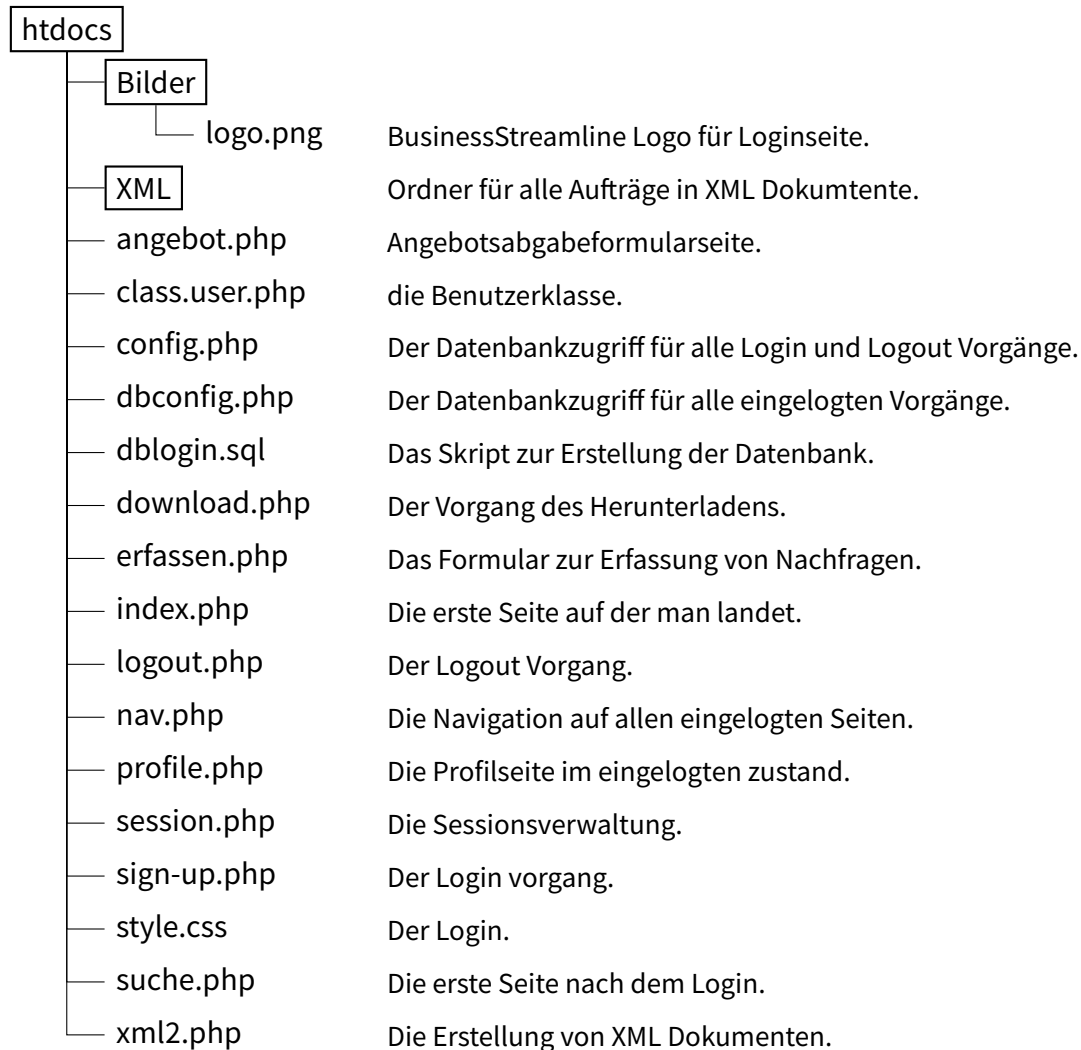 htdocs
Bilder
logo.png BusinessStreamline Logo für Loginseite.
XML Ordner für alle Aufträge in XML Dokumtente.
angebot.php Angebotsabgabeformularseite.
class.user.php die Benutzerklasse.
config.php Der Datenbankzugriff für alle Login und Logout Vorgänge.
dbconfig.php Der Datenbankzugriff für alle eingelogten Vorgänge.
dblogin.sql Das Skript zur Erstellung der Datenbank.
download.php Der Vorgang des Herunterladens.
erfassen.php Das Formular zur Erfassung von Nachfragen.
index.php Die erste Seite auf der man landet.
logout.php Der Logout Vorgang.
nav.php Die Navigation auf allen eingelogten Seiten.
profile.php Die Profilseite im eingelogten zustand.
session.php Die Sessionsverwaltung.
sign-up.php Der Login vorgang.
style.css Der Login.
suche.php Die erste Seite nach dem Login.
xml2.php Die Erstellung von XML Dokumenten.